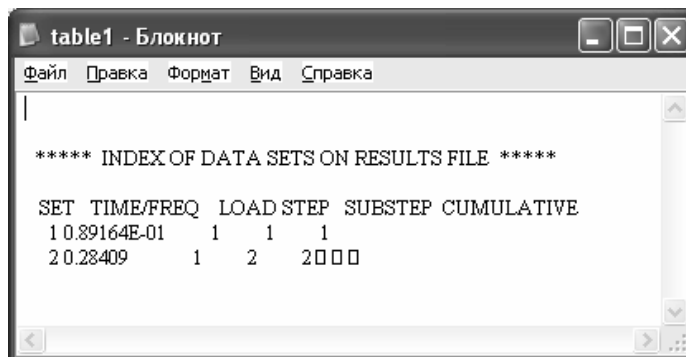 table1 - Блокнот
Файл Правка Формат Вид Справка
***** INDEX OF DATA SETS ON RESULTS FILE *****
SET TIME/FREQ LOAD STEP SUBSTEP CUMULATIVE
1 0.89164E-01 1 1 1
2 0.28409 1 2 2□□□